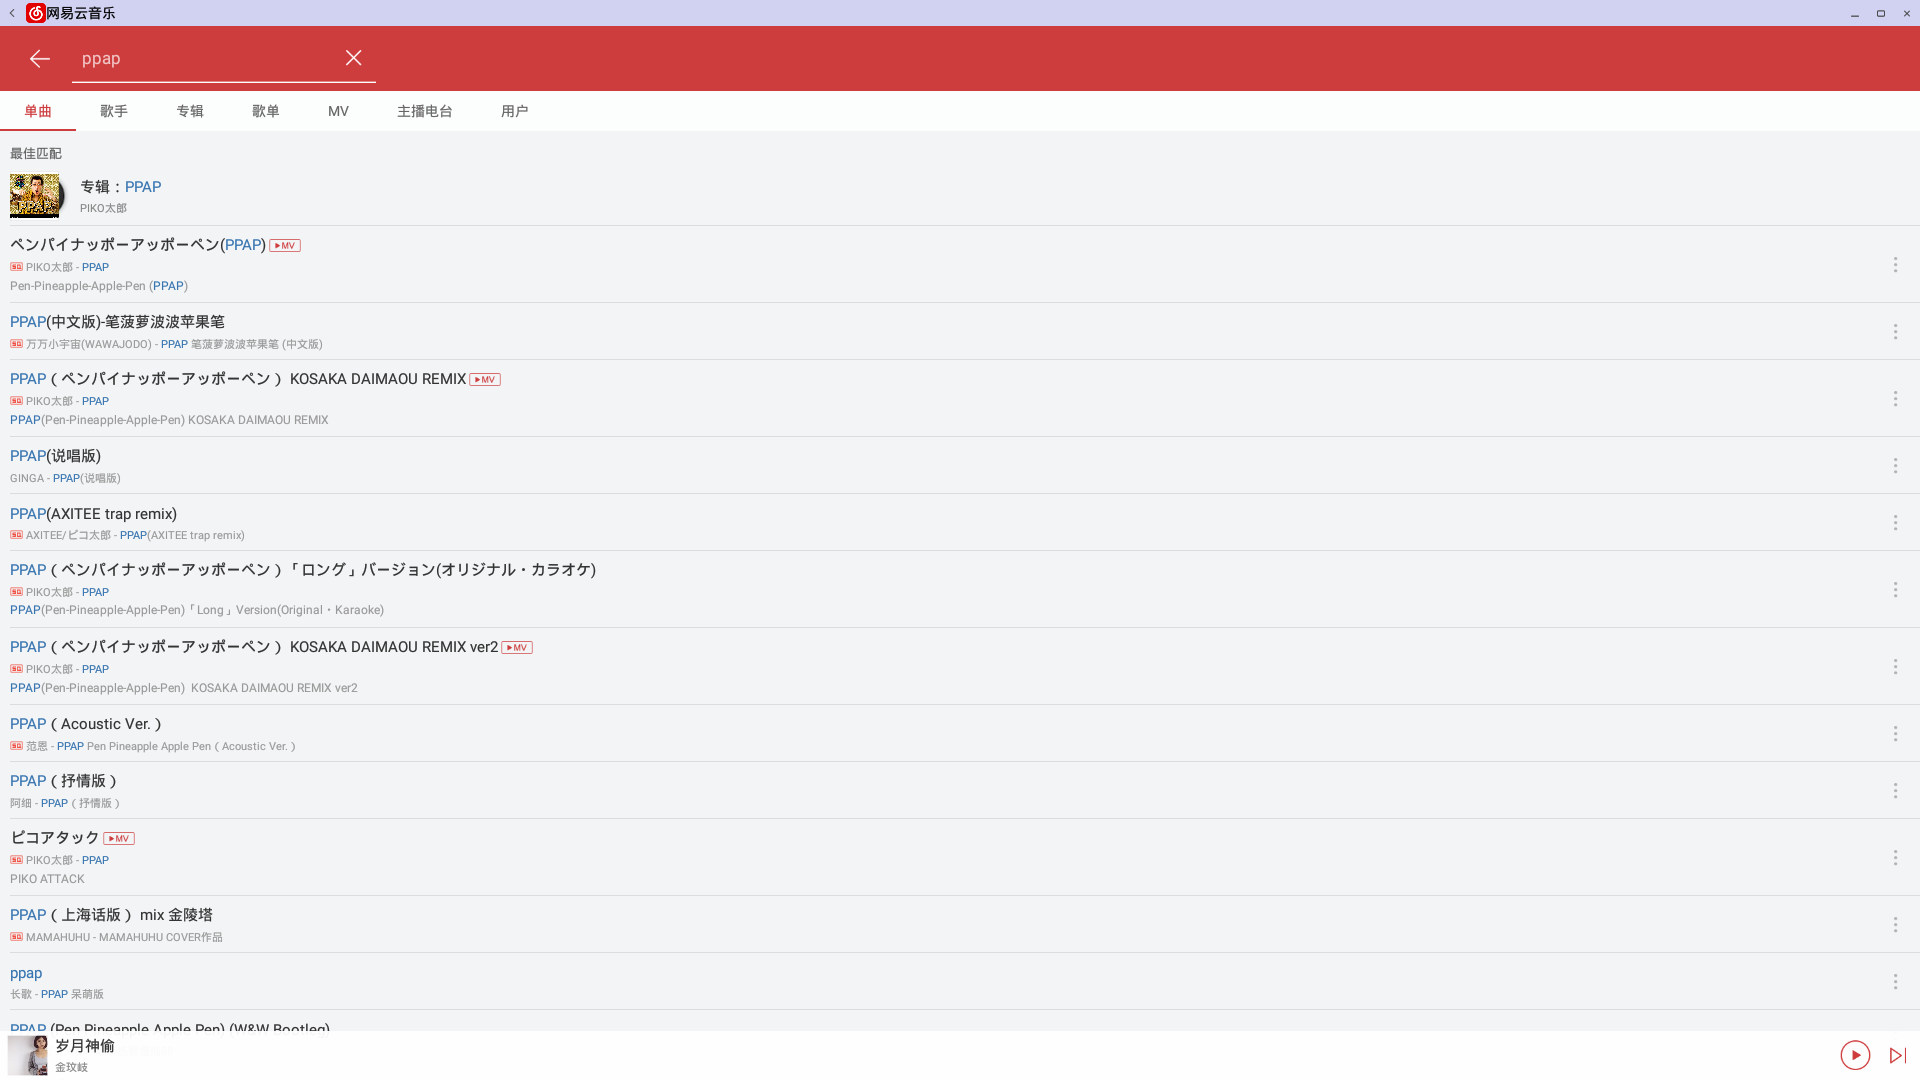 网易云音乐
ppap
单曲 歌手 专辑 歌单 MV 主播电台 用户
最佳匹配
专辑：PPAP
PIKO太郎
ペンパイナッポーアッポーペン(PPAP) MV
SQ PIKO太郎 - PPAP
Pen-Pineapple-Apple-Pen (PPAP)
PPAP(中文版)-笔菠萝波波苹果笔
SQ 万万小宇宙(WAWAJODO) - PPAP 笔菠萝波波苹果笔 (中文版)
PPAP（ペンパイナッポーアッポーペン） KOSAKA DAIMAOU REMIX MV
SQ PIKO太郎 - PPAP
PPAP(Pen-Pineapple-Apple-Pen) KOSAKA DAIMAOU REMIX
PPAP(说唱版)
GINGA - PPAP(说唱版)
PPAP(AXITEE trap remix)
SQ AXITEE/ピコ太郎 - PPAP(AXITEE trap remix)
PPAP（ペンパイナッポーアッポーペン）「ロング」バージョン(オリジナル・カラオケ)
SQ PIKO太郎 - PPAP
PPAP(Pen-Pineapple-Apple-Pen)「Long」Version(Original・Karaoke)
PPAP（ペンパイナッポーアッポーペン） KOSAKA DAIMAOU REMIX ver2 MV
SQ PIKO太郎 - PPAP
PPAP(Pen-Pineapple-Apple-Pen) KOSAKA DAIMAOU REMIX ver2
PPAP（Acoustic Ver.）
SQ 范恩 - PPAP Pen Pineapple Apple Pen（Acoustic Ver.）
PPAP（抒情版）
阿细 - PPAP（抒情版）
ピコアタック MV
SQ PIKO太郎 - PPAP
PIKO ATTACK
PPAP（上海话版） mix 金陵塔
SQ MAMAHUHU - MAMAHUHU COVER作品
ppap
长歌 - PPAP 呆萌版
PPAP (Pen Pineapple Apple Pen) (W&W Bootleg)
岁月神偷
金玟岐